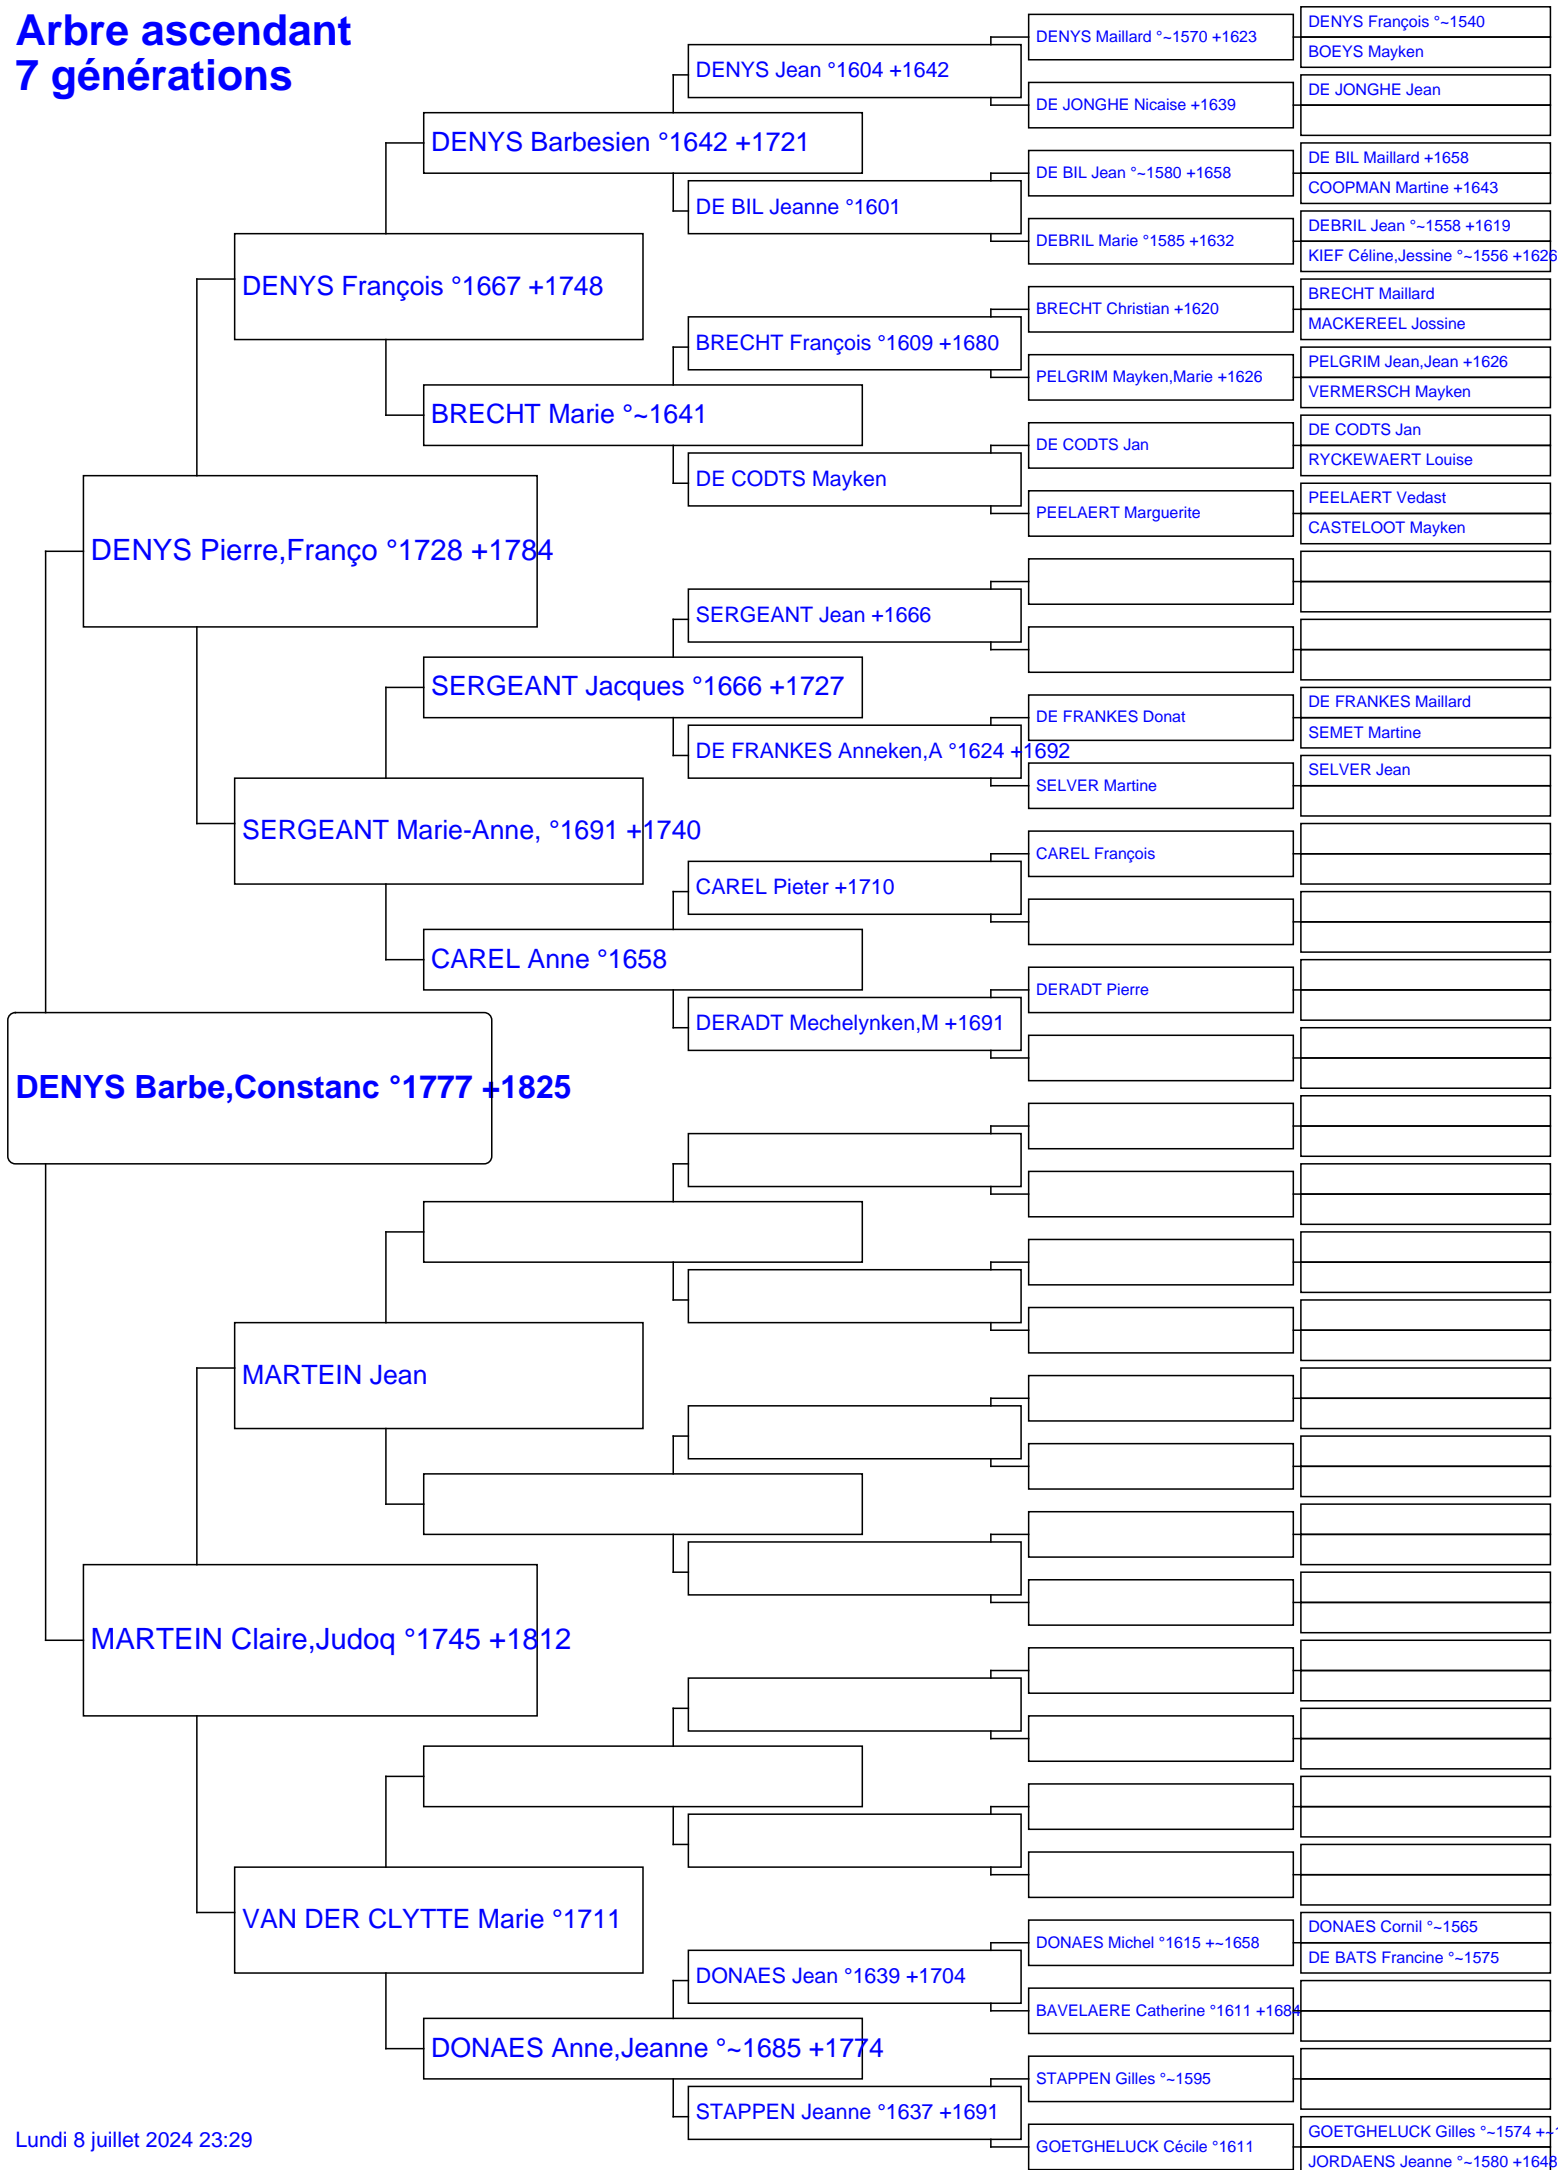 Arbre ascendant
7 générations
DENYS Barbe,Constanc °1777 +1825
DENYS Pierre,Franço °1728 +1784
MARTEIN Claire,Judoq °1745 +1812
DENYS François °1667 +1748
SERGEANT Marie-Anne, °1691 +1740
MARTEIN Jean
VAN DER CLYTTE Marie °1711
DENYS Barbesien °1642 +1721
BRECHT Marie °~1641
SERGEANT Jacques °1666 +1727
CAREL Anne °1658
DONAES Anne,Jeanne °~1685 +1774
DENYS Jean °1604 +1642
DE BIL Jeanne °1601
BRECHT François °1609 +1680
DE CODTS Mayken
SERGEANT Jean +1666
DE FRANKES Anneken,A °1624 +1692
CAREL Pieter +1710
DERADT Mechelynken,M +1691
DONAES Jean °1639 +1704
STAPPEN Jeanne °1637 +1691
DENYS Maillard °~1570 +1623
DE JONGHE Nicaise +1639
DE BIL Jean °~1580 +1658
DEBRIL Marie °1585 +1632
BRECHT Christian +1620
PELGRIM Mayken,Marie +1626
DE CODTS Jan
PEELAERT Marguerite
DE FRANKES Donat
SELVER Martine
CAREL François
DERADT Pierre
DONAES Michel °1615 +~1658
BAVELAERE Catherine °1611 +1684
STAPPEN Gilles °~1595
GOETGHELUCK Cécile °1611
DENYS François °~1540
BOEYS Mayken
DE JONGHE Jean
DE BIL Maillard +1658
COOPMAN Martine +1643
DEBRIL Jean °~1558 +1619
KIEF Céline,Jessine °~1556 +1626
BRECHT Maillard
MACKEREEL Jossine
PELGRIM Jean,Jean +1626
VERMERSCH Mayken
DE CODTS Jan
RYCKEWAERT Louise
PEELAERT Vedast
CASTELOOT Mayken
DE FRANKES Maillard
SEMET Martine
SELVER Jean
DONAES Cornil °~1565
DE BATS Francine °~1575
GOETGHELUCK Gilles °~1574
JORDAENS Jeanne °~1580 +1648
Lundi 8 juillet 2024 23:29